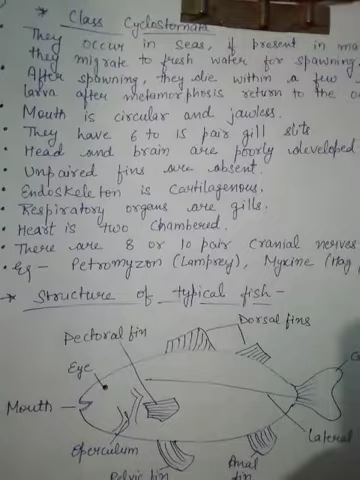 * Class Cyclostomata
• They occur in seas, if present in ma
they migrate to fresh water for spawning.
• After spawning, they die within a few
larva after metamorphosis return to the o
• Mouth is circular and jawless.
• They have 6 to 15 pair gill slits
• Head and brain are poorly developed
• Unpaired fins are absent.
• Endoskeleton is cartilagenous.
• Respiratory organs are gills.
• Heart is two chambered.
• There are 8 or 10 pair cranial nerves
• Eg – Petromyzon (Lamprey), Myxine (Hag
* Structure of typical fish –
Pectoral fin
Dorsal fins
Eye
Ca
Mouth
Operculum
Lateral
Pelvic fin
Anal
fin